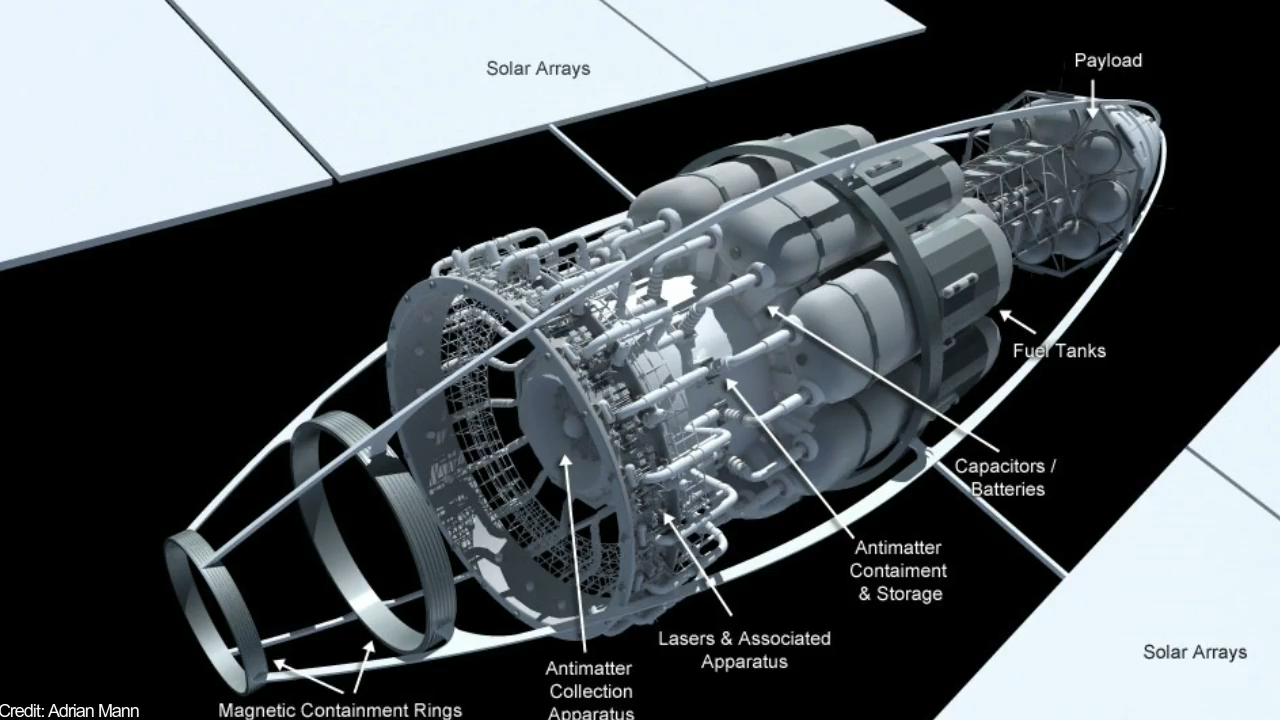 Solar Arrays
Payload
Fuel Tanks
Capacitors /
Batteries
Antimatter
Contaiment
& Storage
Lasers & Associated
Apparatus
Solar Arrays
Antimatter
Collection
Apparatus
Magnetic Containment Rings
Credit: Adrian Mann